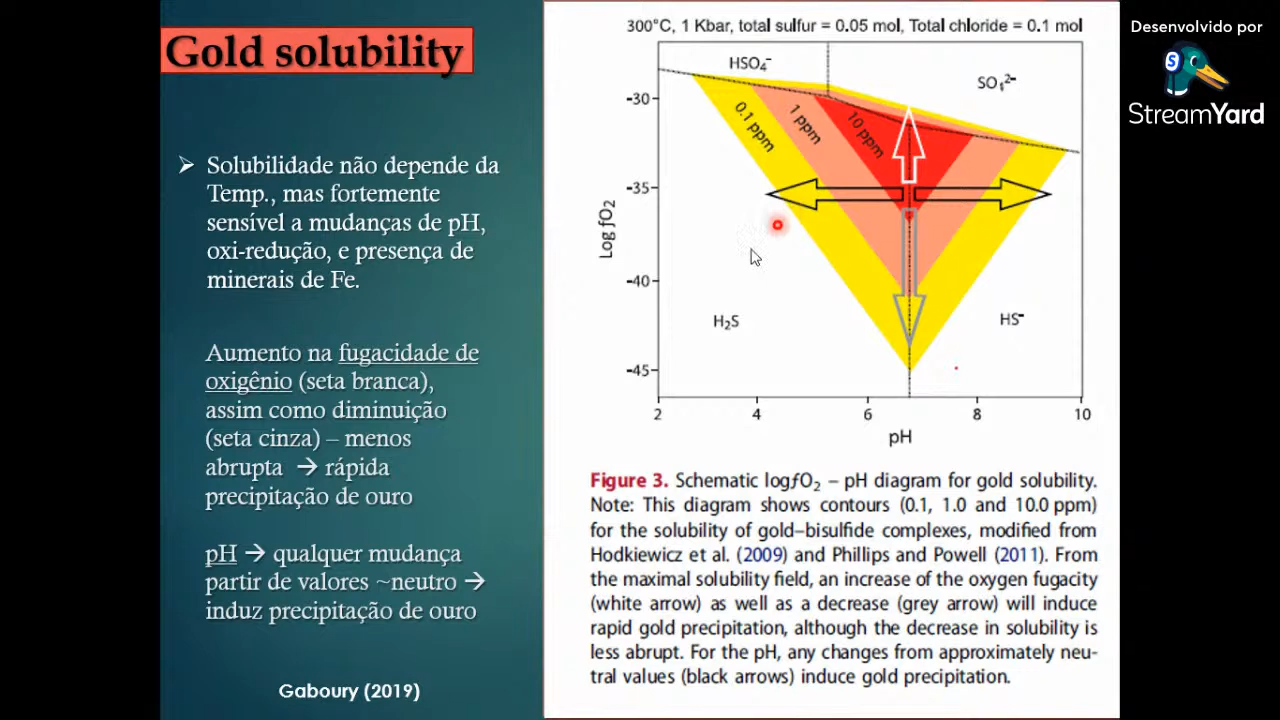 Gold solubility
➢ Solubilidade não depende da
Temp., mas fortemente
sensível a mudanças de pH,
oxi-redução, e presença de
minerais de Fe.
Aumento na fugacidade de
oxigênio (seta branca),
assim como diminuição
(seta cinza) – menos
abrupta → rápida
precipitação de ouro
pH → qualquer mudança
partir de valores ~neutro →
induz precipitação de ouro
Gaboury (2019)
300°C, 1 Kbar, total sulfur = 0.05 mol, Total chloride = 0.1 mol
HSO₄⁻
SO₄²⁻
0.1 ppm
1 ppm
10 ppm
H₂S
HS⁻
Log ƒO₂
-30
-35
-40
-45
2 4 6 8 10
pH
Figure 3. Schematic logƒO₂ – pH diagram for gold solubility.
Note: This diagram shows contours (0.1, 1.0 and 10.0 ppm)
for the solubility of gold–bisulfide complexes, modified from
Hodkiewicz et al. (2009) and Phillips and Powell (2011). From
the maximal solubility field, an increase of the oxygen fugacity
(white arrow) as well as a decrease (grey arrow) will induce
rapid gold precipitation, although the decrease in solubility is
less abrupt. For the pH, any changes from approximately neu-
tral values (black arrows) induce gold precipitation.
Desenvolvido por
S
StreamYard